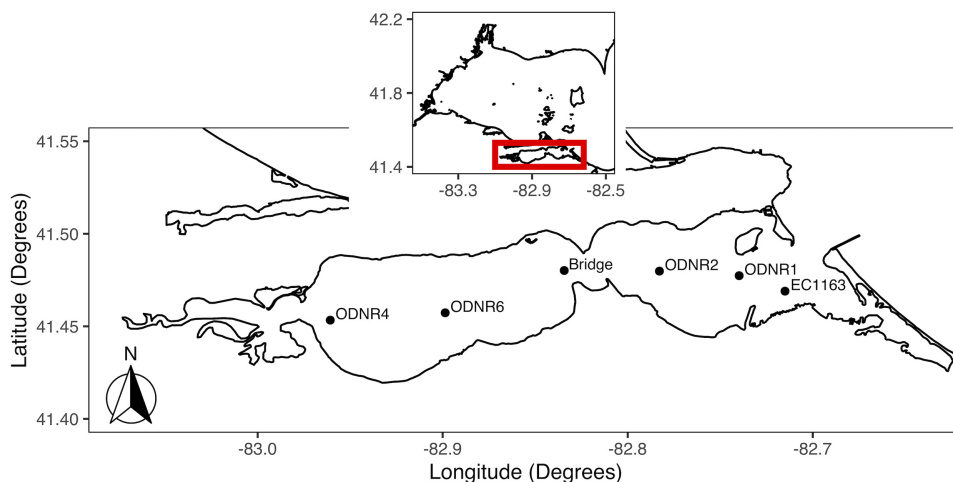 42.2
41.8
41.4
-83.3 -82.9 -82.5
41.55
41.50
41.45
41.40
Latitude (Degrees)
Bridge
ODNR2
ODNR1
EC1163
ODNR4
ODNR6
N
-83.0 -82.9 -82.8 -82.7
Longitude (Degrees)